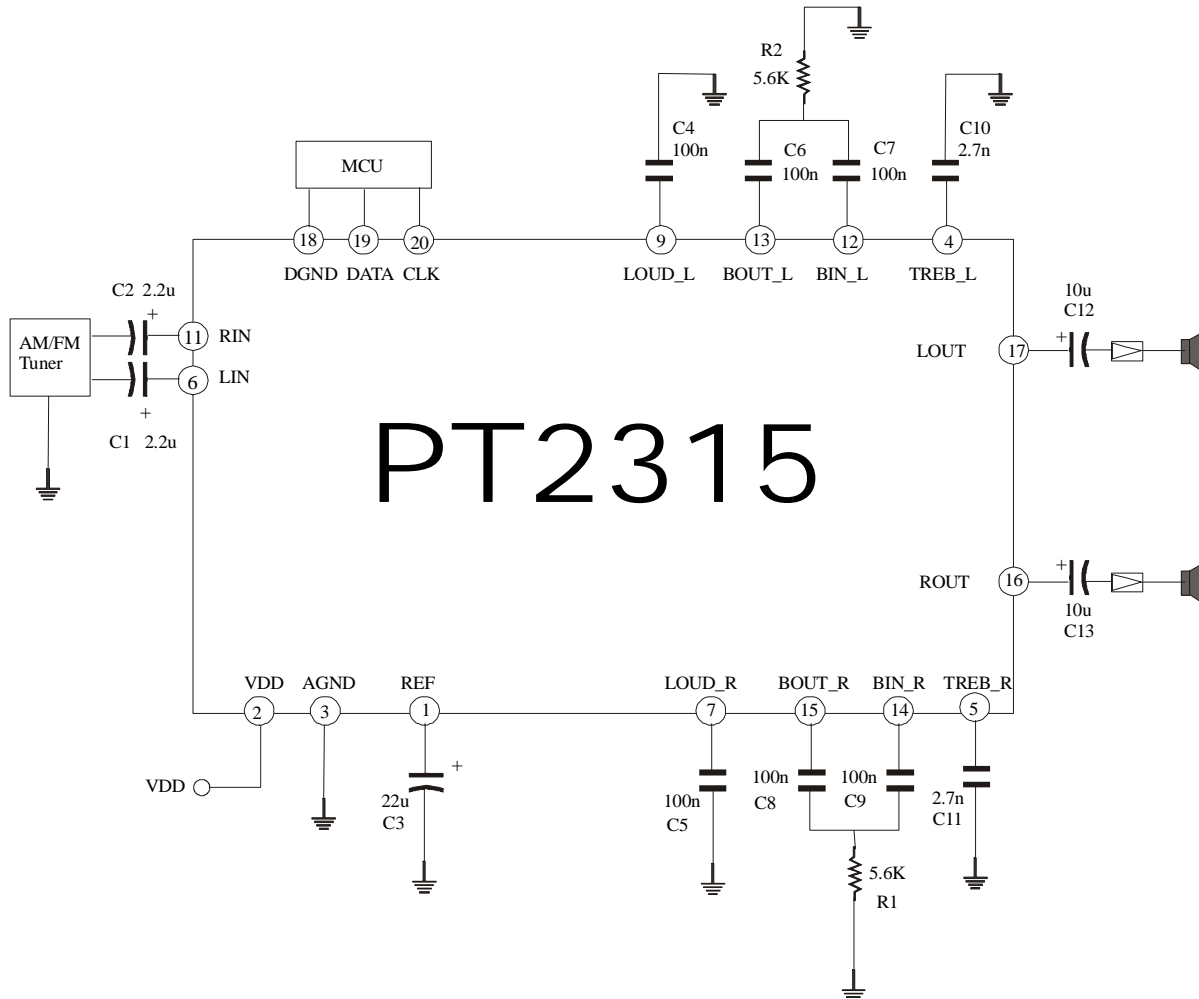 R2
5.6K
C4
100n
C6
100n
C7
100n
C10
2.7n
MCU
18
19
20
9
13
12
4
DGND
DATA
CLK
LOUD_L
BOUT_L
BIN_L
TREB_L
C2 2.2u
+
AM/FM
Tuner
11
RIN
6
LIN
+
C1 2.2u
10u
C12
+
LOUT
17
PT2315
ROUT
16
+
10u
C13
VDD
AGND
REF
LOUD_R
BOUT_R
BIN_R
TREB_R
2
3
1
7
15
14
5
VDD
+
22u
C3
100n
C5
100n
C8
100n
C9
2.7n
C11
5.6K
R1